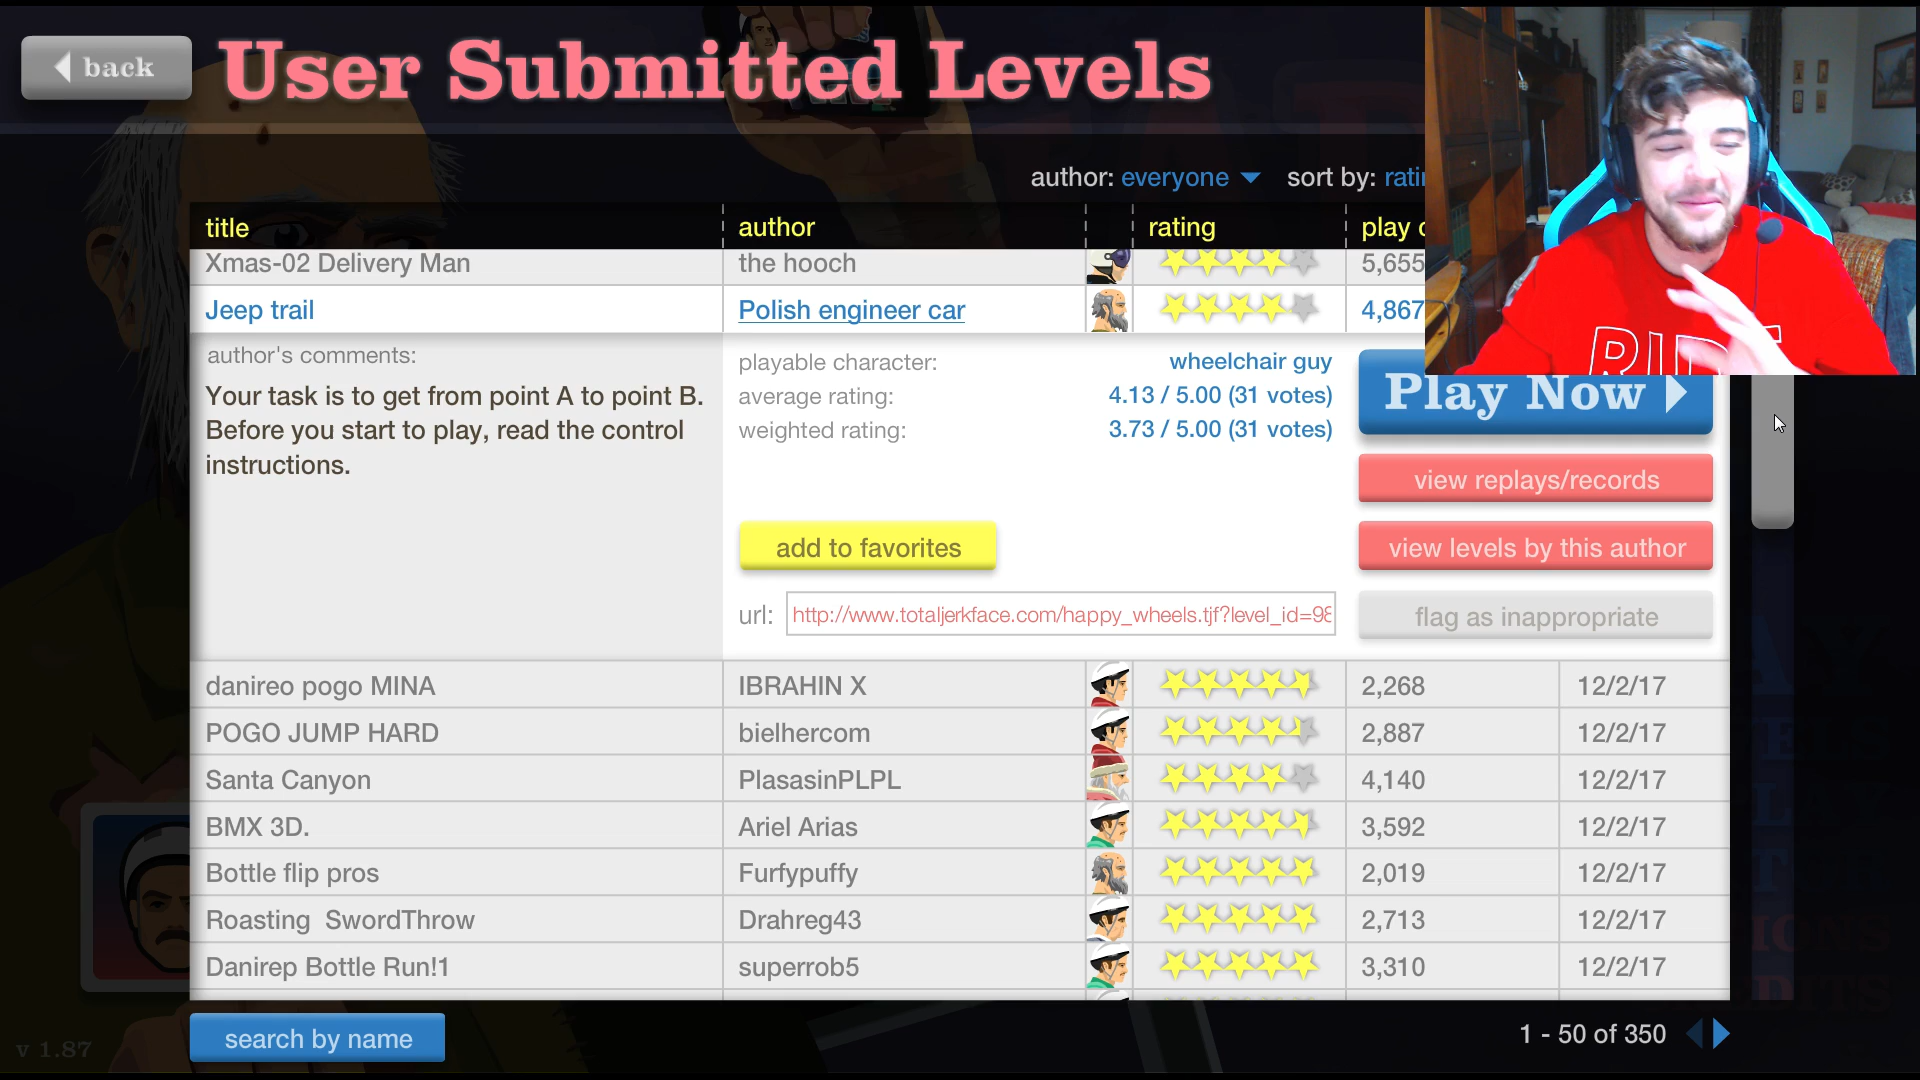 back
User Submitted Levels
author: everyone sort by: rati
title author rating play
Xmas-02 Delivery Man the hooch 5,655
Jeep trail Polish engineer car 4,867
author's comments:
Your task is to get from point A to point B.
Before you start to play, read the control
instructions.
playable character: wheelchair guy
average rating: 4.13 / 5.00 (31 votes)
weighted rating: 3.73 / 5.00 (31 votes)
Play Now
view replays/records
add to favorites
view levels by this author
url: http://www.totaljerkface.com/happy_wheels.tjf?level_id=98
flag as inappropriate
danireo pogo MINA IBRAHIN X 2,268 12/2/17
POGO JUMP HARD bielhercom 2,887 12/2/17
Santa Canyon PlasasinPLPL 4,140 12/2/17
BMX 3D. Ariel Arias 3,592 12/2/17
Bottle flip pros Furfypuffy 2,019 12/2/17
Roasting  SwordThrow Drahreg43 2,713 12/2/17
Danirep Bottle Run!1 superrob5 3,310 12/2/17
search by name
1 - 50 of 350
v 1.87